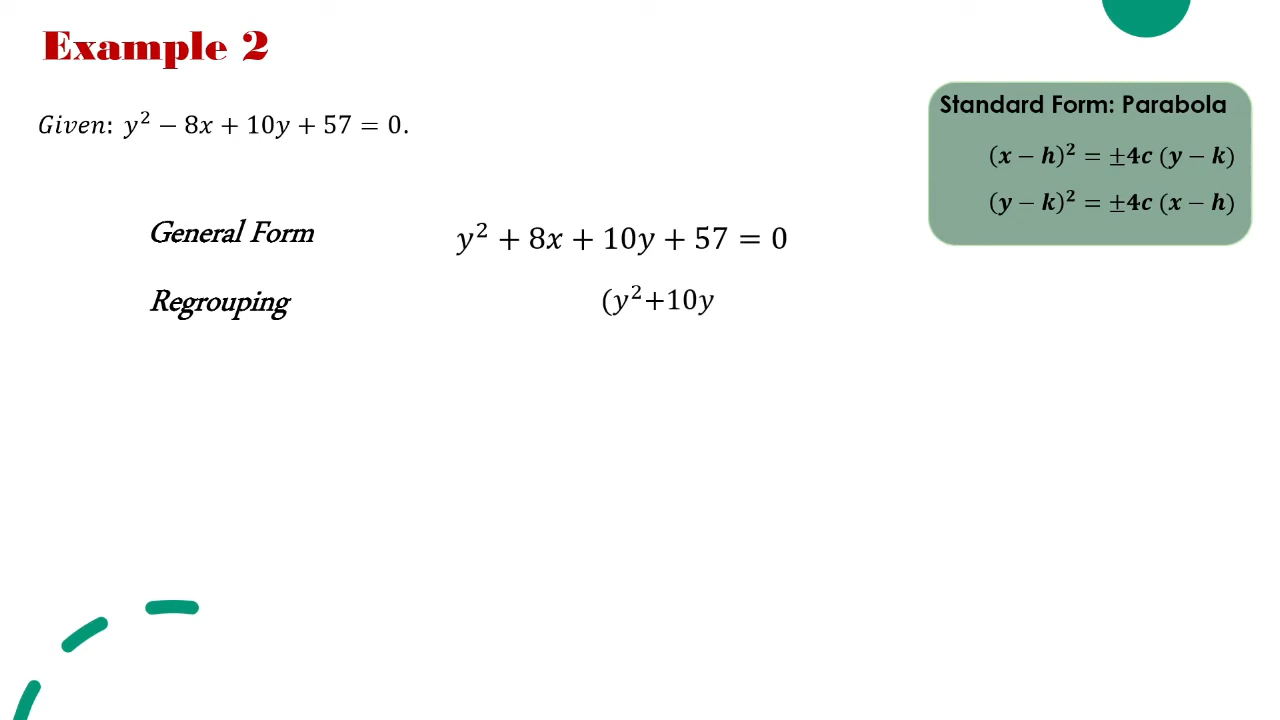 Example 2
Given: y² − 8x + 10y + 57 = 0.
Standard Form: Parabola
(x − h)² = ±4c (y − k)
(y − k)² = ±4c (x − h)
General Form y² + 8x + 10y + 57 = 0
Regrouping (y²+10y